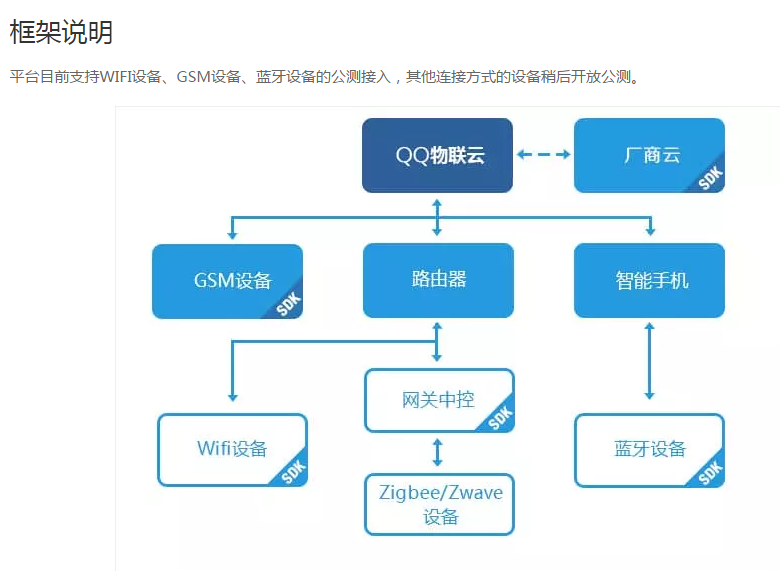 框架说明
平台目前支持WIFI设备、GSM设备、蓝牙设备的公测接入，其他连接方式的设备稍后开放公测。
QQ物联云
厂商云
SDK
GSM设备
SDK
路由器
智能手机
网关中控
SDK
Wifi设备
SDK
蓝牙设备
SDK
Zigbee/Zwave
设备